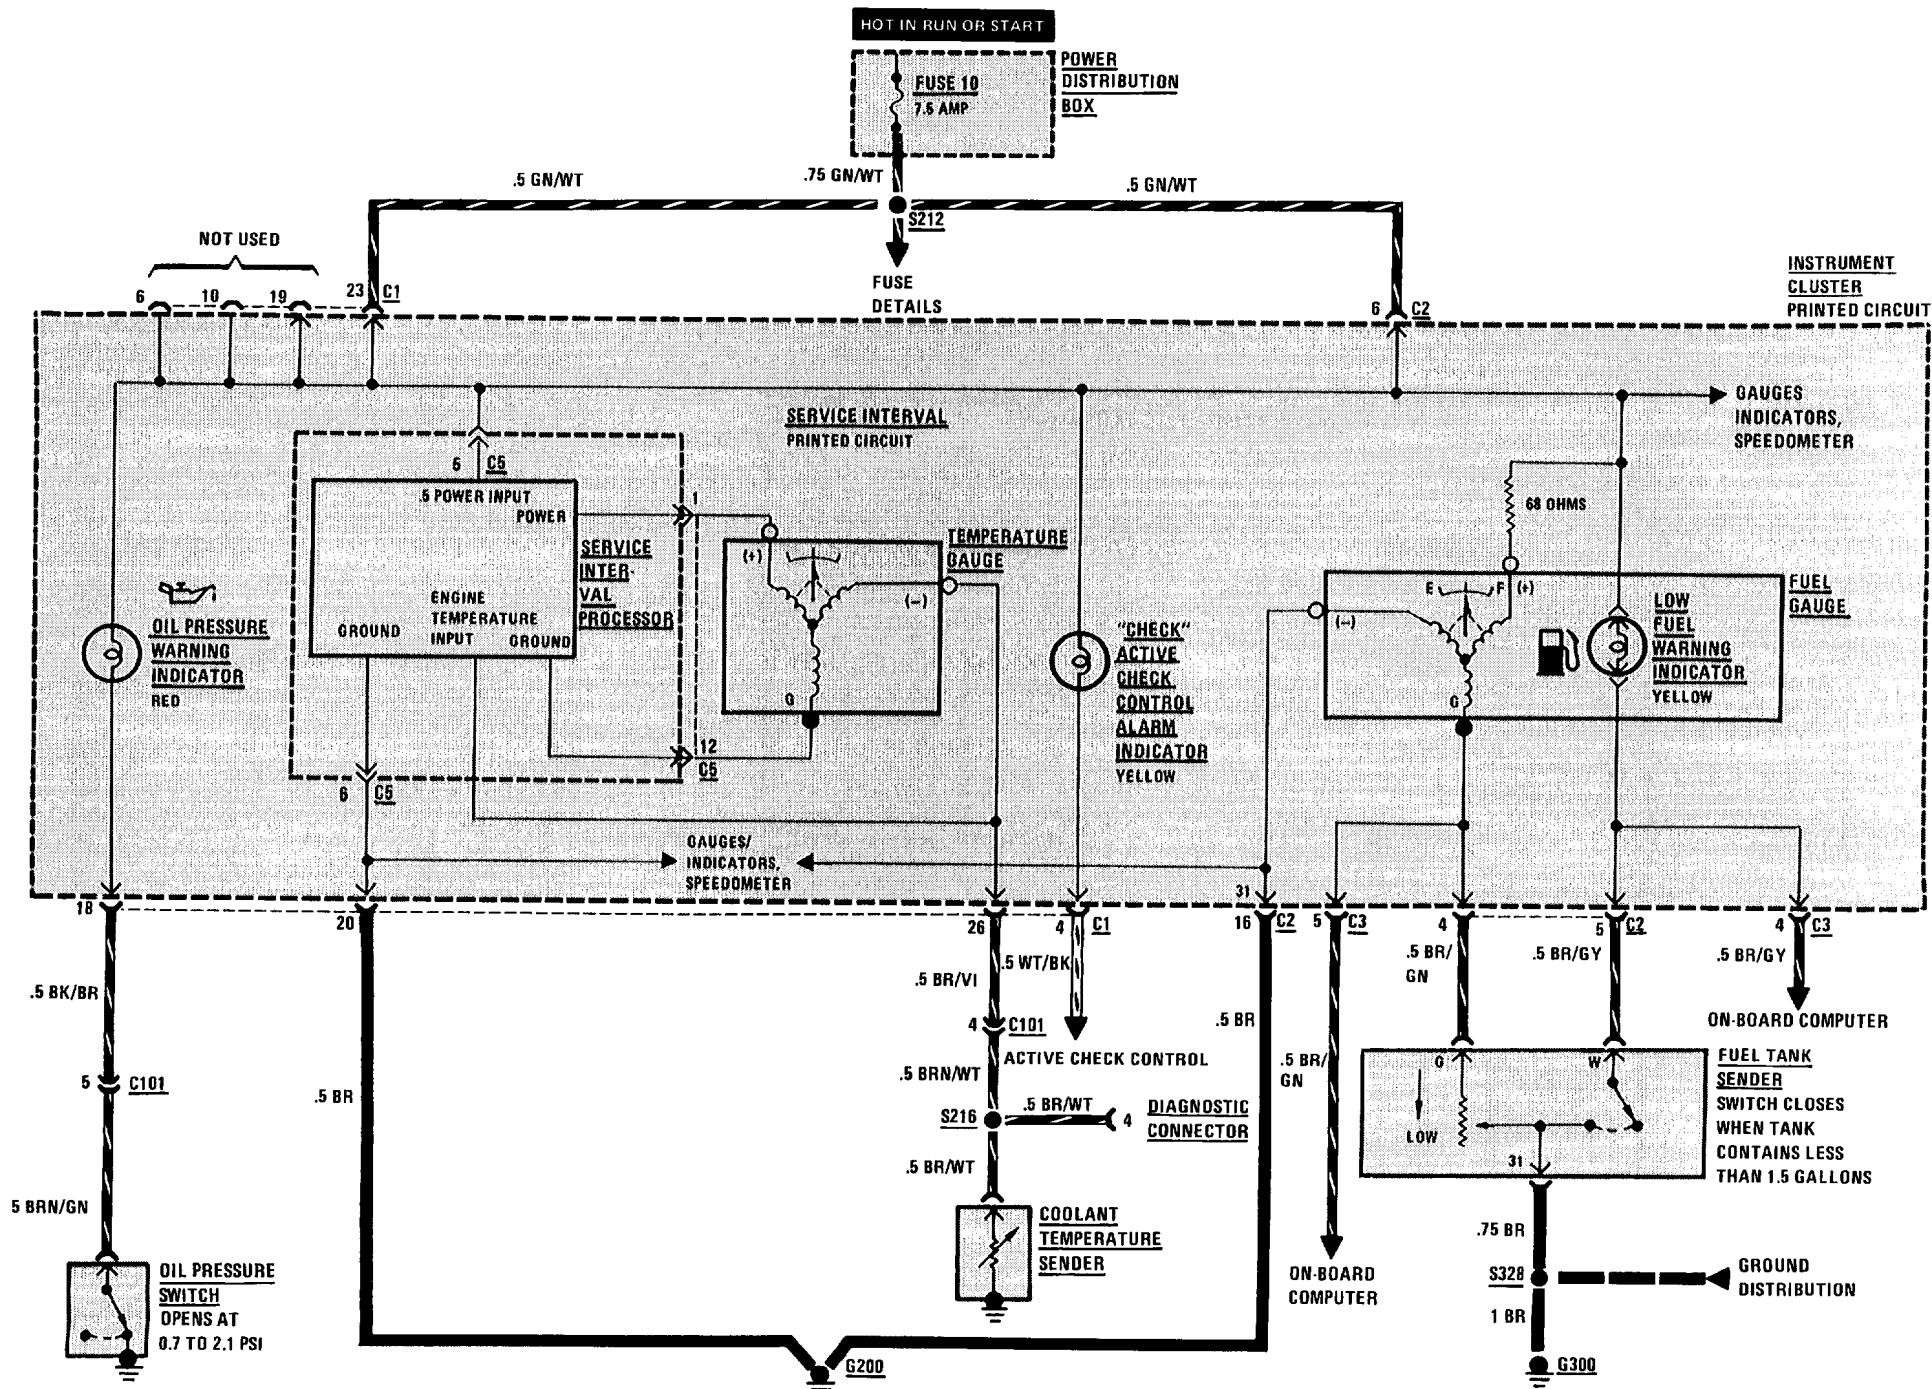 HOT IN RUN OR START
POWER
DISTRIBUTION
BOX
FUSE 10
7.5 AMP
.5 GN/WT
.75 GN/WT
.5 GN/WT
S212
FUSE
DETAILS
NOT USED
6
10
19
23
C1
6
C2
INSTRUMENT
CLUSTER
PRINTED CIRCUIT
GAUGES
INDICATORS,
SPEEDOMETER
SERVICE INTERVAL
PRINTED CIRCUIT
6
C5
.5 POWER INPUT
POWER
1
SERVICE
INTER-
VAL
PROCESSOR
ENGINE
TEMPERATURE
INPUT
GROUND
GROUND
(+)
(−)
G
TEMPERATURE
GAUGE
12
C5
6
C5
OIL PRESSURE
WARNING
INDICATOR
RED
"CHECK"
ACTIVE
CHECK
CONTROL
ALARM
INDICATOR
YELLOW
68 OHMS
E
F
(+)
(−)
G
FUEL
GAUGE
LOW
FUEL
WARNING
INDICATOR
YELLOW
GAUGES/
INDICATORS,
SPEEDOMETER
18
20
26
4
C1
31
16
C2
5
C3
4
5
C2
4
C3
.5 BK/BR
.5 BR/VI
.5 WT/BK
.5 BR/
GN
.5 BR/GY
.5 BR/GY
ON-BOARD COMPUTER
5
C101
4
C101
ACTIVE CHECK CONTROL
.5 BR
.5 BR
.5 BR/
GN
.5 BRN/WT
S216
.5 BR/WT
4
DIAGNOSTIC
CONNECTOR
.5 BR/WT
G
W
LOW
31
FUEL TANK
SENDER
SWITCH CLOSES
WHEN TANK
CONTAINS LESS
THAN 1.5 GALLONS
5 BRN/GN
OIL PRESSURE
SWITCH
OPENS AT
0.7 TO 2.1 PSI
COOLANT
TEMPERATURE
SENDER
ON-BOARD
COMPUTER
.75 BR
S328
GROUND
DISTRIBUTION
1 BR
G200
G300